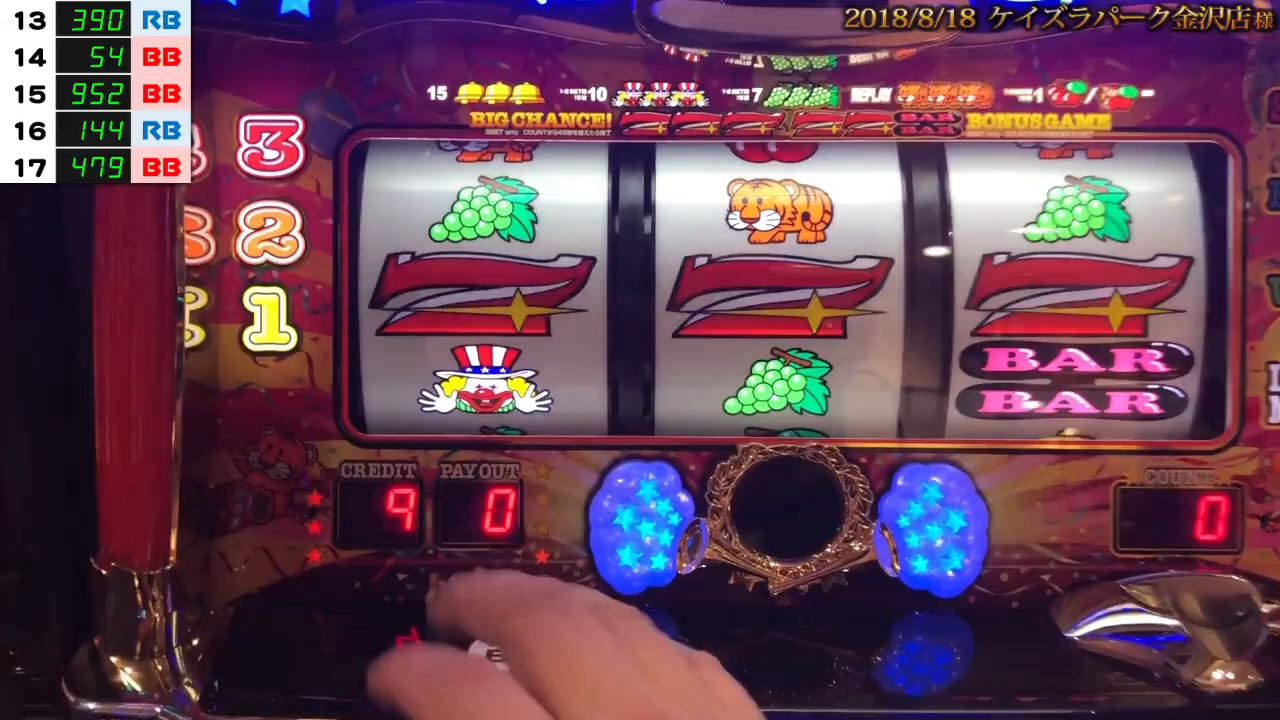 13 390 RB
14 54 BB
15 952 BB
16 144 RB
17 479 BB
2018/8/18 ケイズラパーク金沢店様
15
10
7
REPLAY
1
BIG CHANCE!
BAR
BAR
BONUS GAME
3
2
1
BAR
BAR
CREDIT
PAY OUT
COUNT
9
0
0